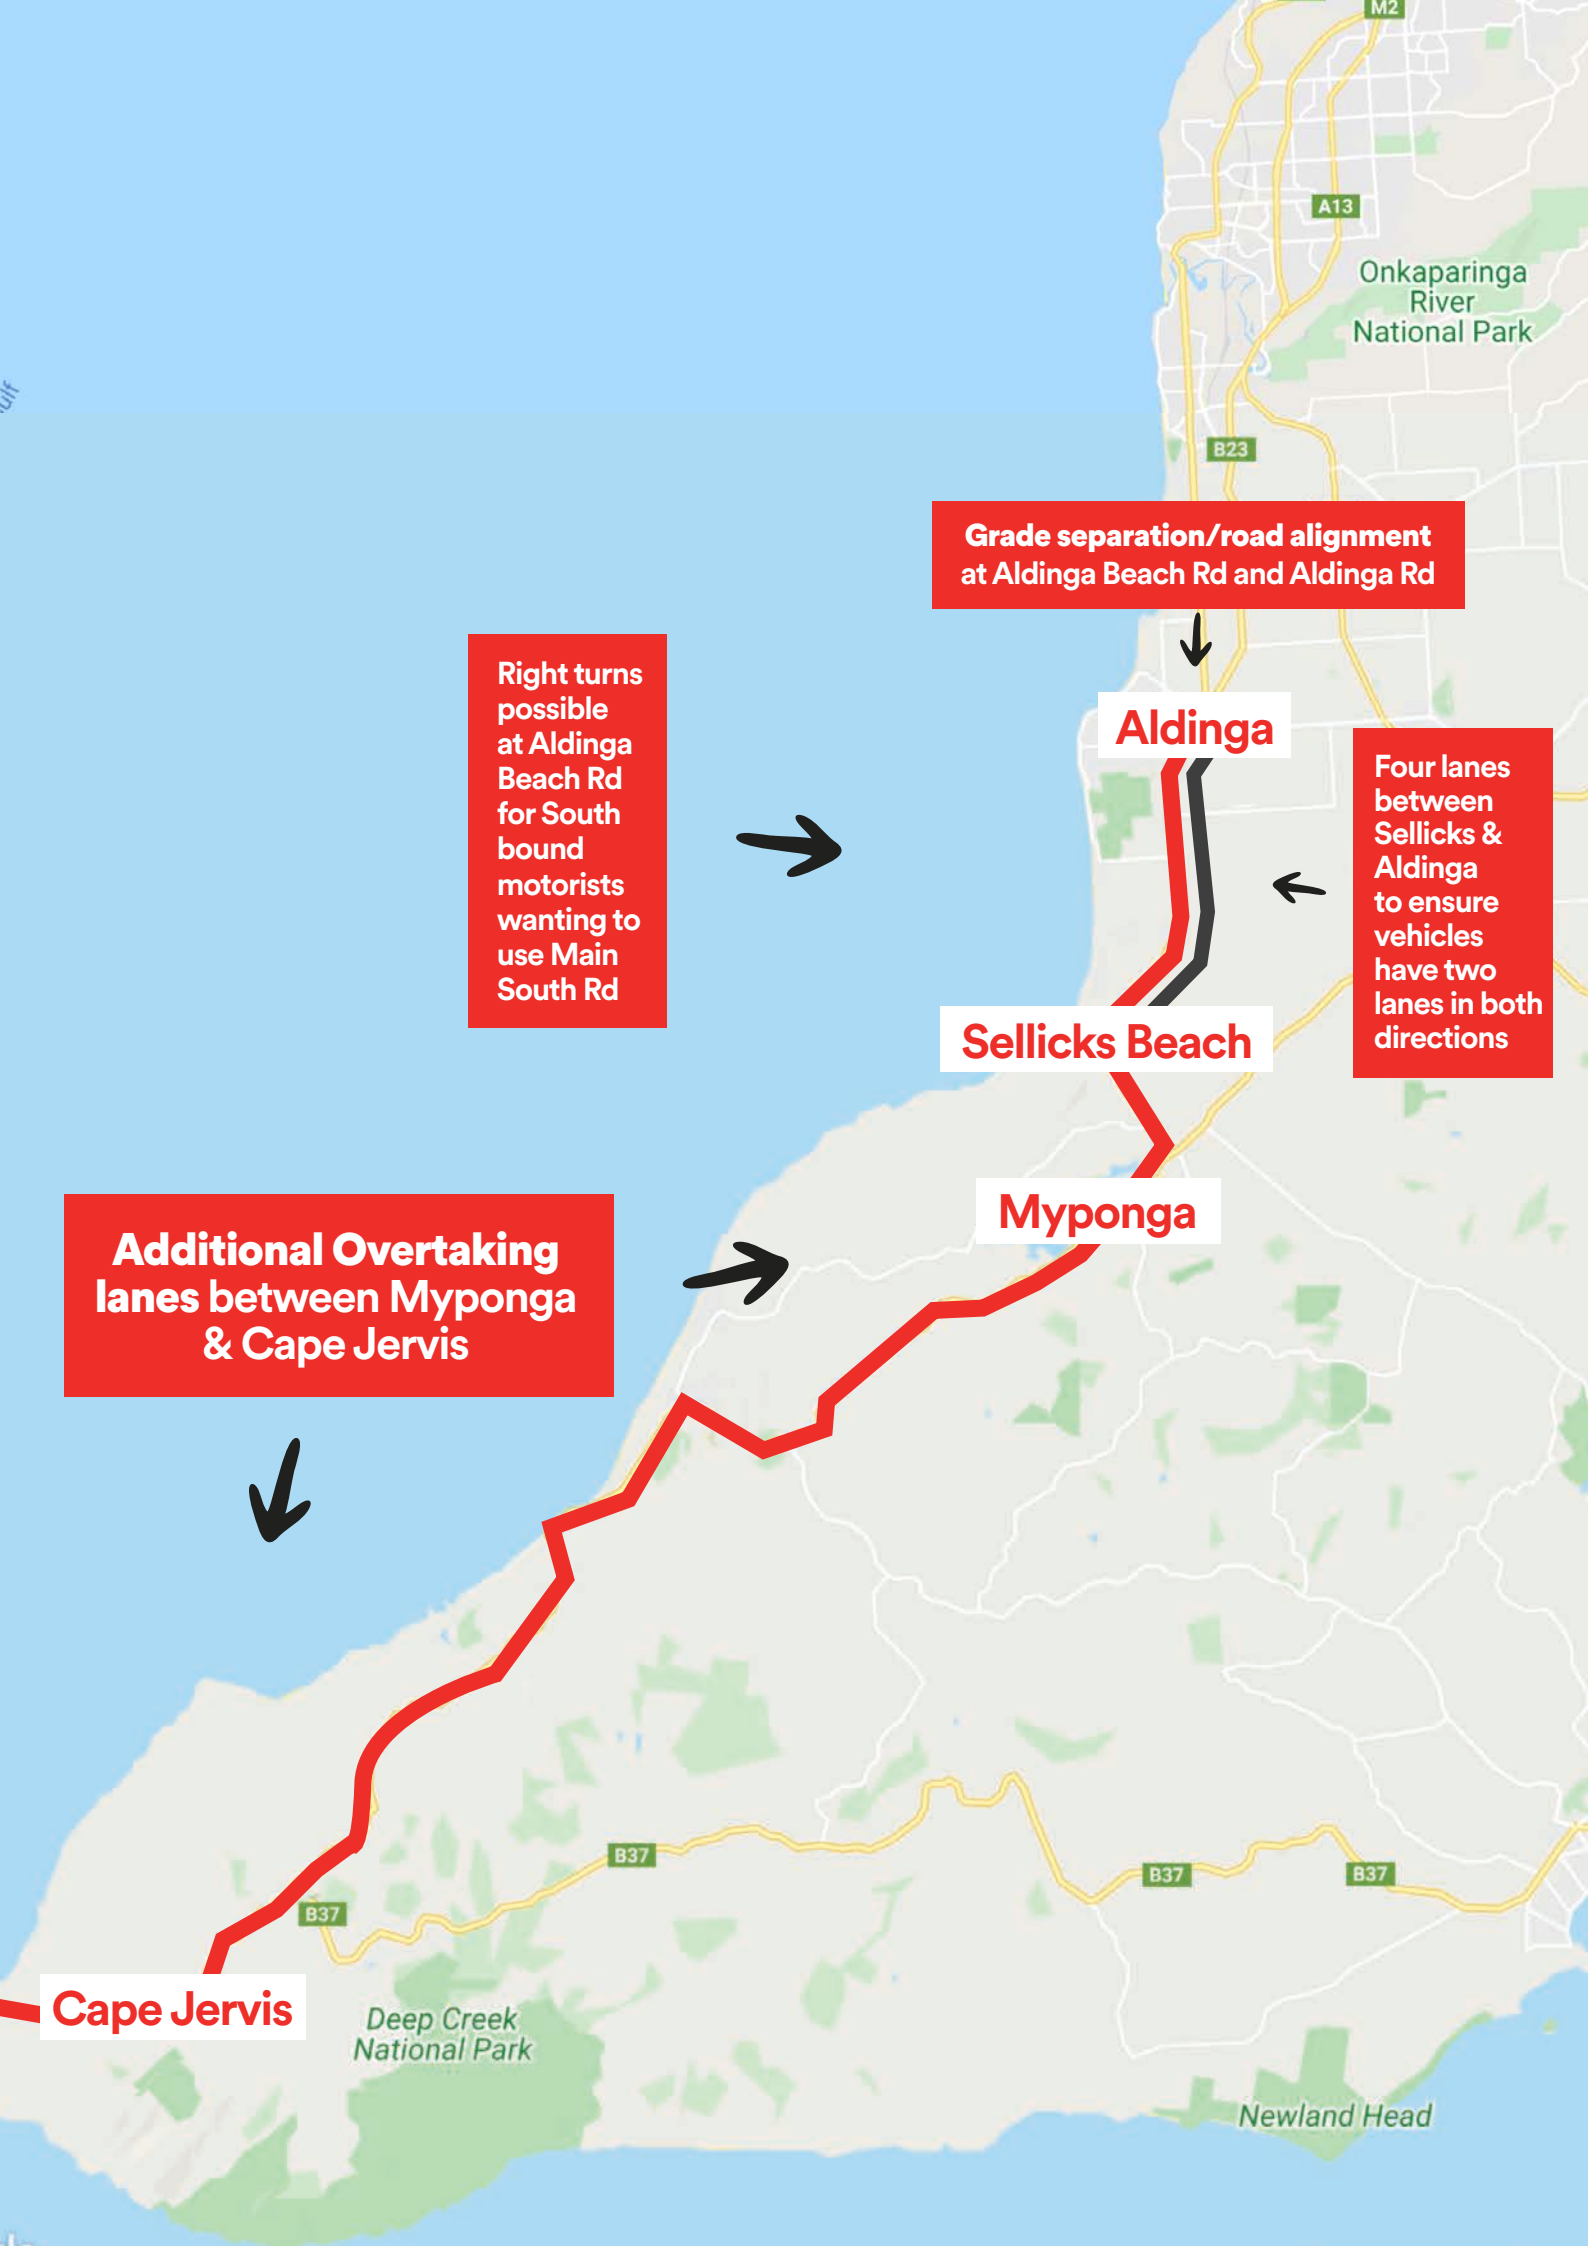 M2
A13
Onkaparinga
River
National Park
B23
Grade separation/road alignment
at Aldinga Beach Rd and Aldinga Rd
Right turns
possible
at Aldinga
Beach Rd
for South
bound
motorists
wanting to
use Main
South Rd
Aldinga
Four lanes
between
Sellicks &
Aldinga
to ensure
vehicles
have two
lanes in both
directions
Sellicks Beach
Myponga
Additional Overtaking
lanes between Myponga
& Cape Jervis
B37
B37
B37
B37
Cape Jervis
Deep Creek
National Park
Newland Head